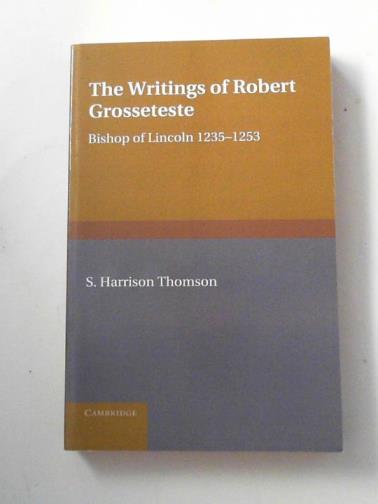 The Writings of Robert
Grosseteste
Bishop of Lincoln 1235–1253
S. Harrison Thomson
CAMBRIDGE